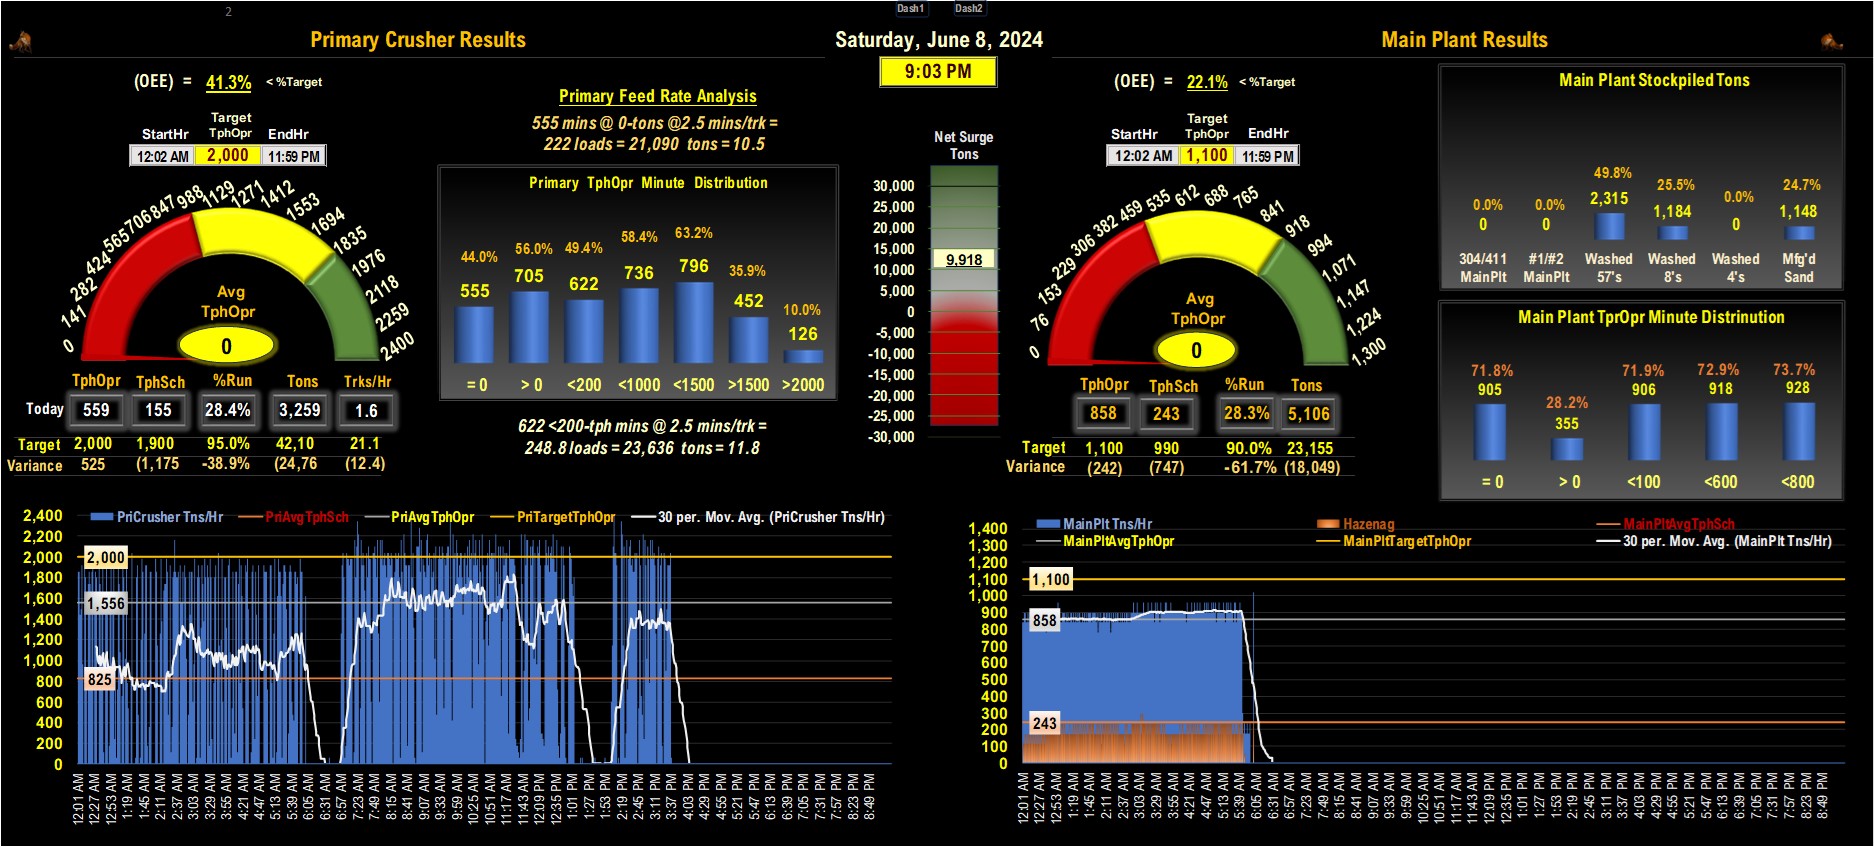 2
Dash1 Dash2
Primary Crusher Results
Saturday, June 8, 2024
Main Plant Results
9:03 PM
(OEE) = 41.3% < %Target
Target
StartHr TphOpr EndHr
12:02 AM 2,000 11:59 PM
0 141 282 424 565 706 847 988 1129 1271 1412 1553 1694 1835 1976 2118 2259 2400
Avg
TphOpr
0
TphOpr TphSch %Run Tons Trks/Hr
Today 559 155 28.4% 3,259 1.6
Target 2,000 1,900 95.0% 42,10 21.1
Variance 525 (1,175 -38.9% (24,76 (12.4)
Primary Feed Rate Analysis
555 mins @ 0-tons @2.5 mins/trk =
222 loads = 21,090 tons = 10.5
Primary TphOpr Minute Distribution
44.0% 56.0% 49.4% 58.4% 63.2% 35.9% 10.0%
555 705 622 736 796 452 126
= 0 > 0 <200 <1000 <1500 >1500 >2000
622 <200-tph mins @ 2.5 mins/trk =
248.8 loads = 23,636 tons = 11.8
Net Surge
Tons
30,000
25,000
20,000
15,000
9,918
10,000
5,000
0
-5,000
-10,000
-15,000
-20,000
-25,000
-30,000
(OEE) = 22.1% < %Target
Target
StartHr TphOpr EndHr
12:02 AM 1,100 11:59 PM
0 76 153 229 306 382 459 535 612 688 765 841 918 994 1,071 1,147 1,224 1,300
Avg
TphOpr
0
TphOpr TphSch %Run Tons
858 243 28.3% 5,106
Target 1,100 990 90.0% 23,155
Variance (242) (747) -61.7% (18,049)
Main Plant Stockpiled Tons
0.0% 0.0% 49.8% 25.5% 0.0% 24.7%
0 0 2,315 1,184 0 1,148
304/411 #1/#2 Washed Washed Washed Mfg'd
MainPlt MainPlt 57's 8's 4's Sand
Main Plant TprOpr Minute Distrinution
71.8% 28.2% 71.9% 72.9% 73.7%
905 355 906 918 928
= 0 > 0 <100 <600 <800
PriCrusher Tns/Hr PriAvgTphSch PriAvgTphOpr PriTargetTphOpr 30 per. Mov. Avg. (PriCrusher Tns/Hr)
2,400
2,200
2,000
2,000
1,800
1,600
1,556
1,400
1,200
1,000
825
800
600
400
200
0
12:01 AM 12:27 AM 12:53 AM 1:19 AM 1:45 AM 2:11 AM 2:37 AM 3:03 AM 3:29 AM 3:55 AM 4:21 AM 4:47 AM 5:13 AM 5:39 AM 6:05 AM 6:31 AM 6:57 AM 7:23 AM 7:49 AM 8:15 AM 8:41 AM 9:07 AM 9:33 AM 9:59 AM 10:25 AM 10:51 AM 11:17 AM 11:43 AM 12:09 PM 12:35 PM 1:01 PM 1:27 PM 1:53 PM 2:19 PM 2:45 PM 3:11 PM 3:37 PM 4:03 PM 4:29 PM 4:55 PM 5:21 PM 5:47 PM 6:13 PM 6:39 PM 7:05 PM 7:31 PM 7:57 PM 8:23 PM 8:49 PM
MainPlt Tns/Hr Hazenag MainPltAvgTphSch
MainPltAvgTphOpr MainPltTargetTphOpr 30 per. Mov. Avg. (MainPlt Tns/Hr)
1,400
1,300
1,200
1,100
1,100
1,000
900
858
800
700
600
500
400
300
243
200
100
0
12:01 AM 12:27 AM 12:53 AM 1:19 AM 1:45 AM 2:11 AM 2:37 AM 3:03 AM 3:29 AM 3:55 AM 4:21 AM 4:47 AM 5:13 AM 5:39 AM 6:05 AM 6:31 AM 6:57 AM 7:23 AM 7:49 AM 8:15 AM 8:41 AM 9:07 AM 9:33 AM 9:59 AM 10:25 AM 10:51 AM 11:17 AM 11:43 AM 12:09 PM 12:35 PM 1:01 PM 1:27 PM 1:53 PM 2:19 PM 2:45 PM 3:11 PM 3:37 PM 4:03 PM 4:29 PM 4:55 PM 5:21 PM 5:47 PM 6:13 PM 6:39 PM 7:05 PM 7:31 PM 7:57 PM 8:23 PM 8:49 PM